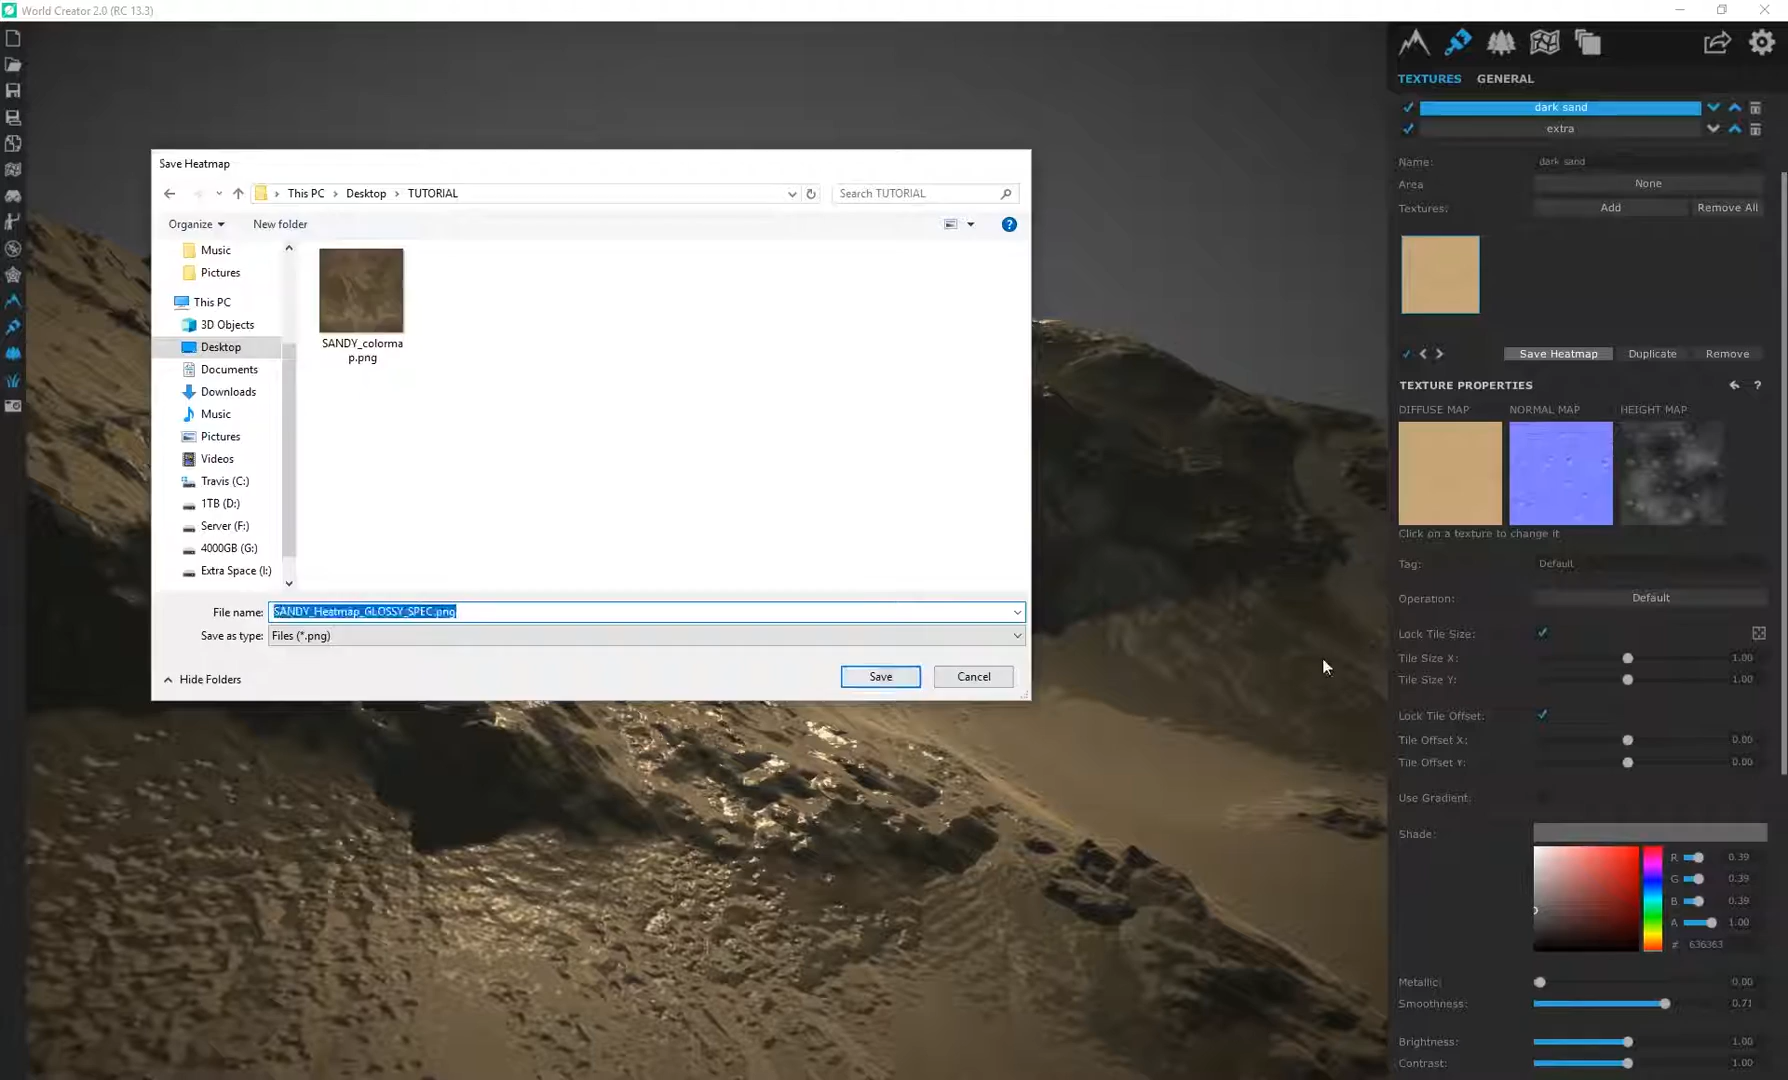 World Creator 2.0 (RC 13.3)
TEXTURES GENERAL
dark sand
extra
Name: dark sand
Area None
Textures: Add Remove All
Save Heatmap Duplicate Remove
TEXTURE PROPERTIES ?
DIFFUSE MAP NORMAL MAP HEIGHT MAP
Click on a texture to change it
Tag: Default
Operation: Default
Lock Tile Size:
Tile Size X: 1.00
Tile Size Y: 1.00
Lock Tile Offset:
Tile Offset X: 0.00
Tile Offset Y: 0.00
Use Gradient:
Shade:
R 0.39
G 0.39
B 0.39
A 1.00
# 636363
Metallic: 0.00
Smoothness: 0.71
Brightness: 1.00
Contrast: 1.00
Save Heatmap
This PC › Desktop › TUTORIAL
Search TUTORIAL
Organize New folder ?
Music
Pictures
This PC
3D Objects
Desktop
Documents
Downloads
Music
Pictures
Videos
Travis (C:)
1TB (D:)
Server (F:)
4000GB (G:)
Extra Space (I:)
SANDY_colorma
p.png
File name: SANDY_Heatmap_GLOSSY_SPEC.png
Save as type: Files (*.png)
Hide Folders
Save Cancel